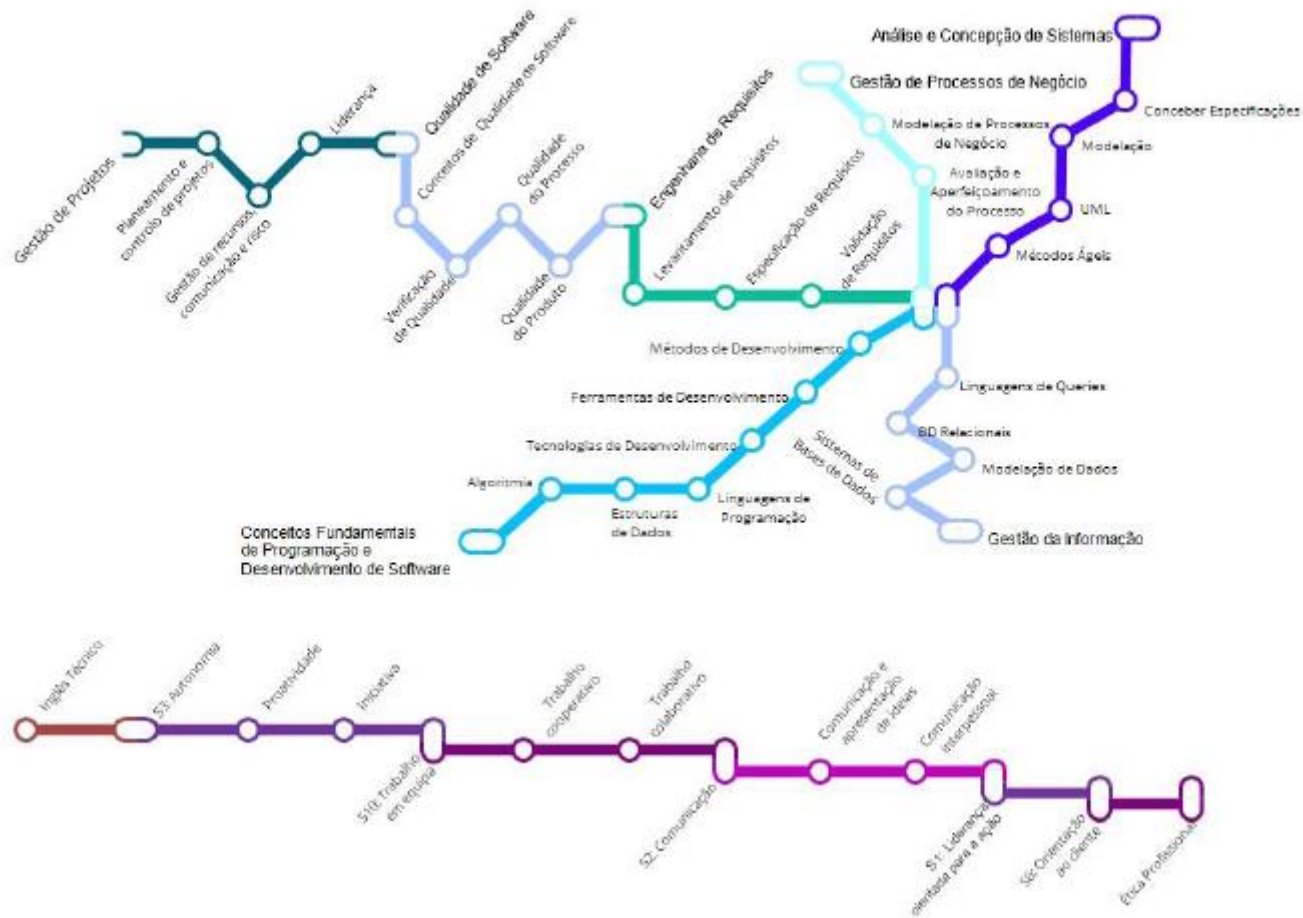 Análise e Concepção de Sistemas
Conceber Especificações
Modelação
UML
Mécodos Ágeis
Gestão de Processos de Negócio
Modelação de Processos
de Negócio
Avaliação e
Aperfeiçoamento
do Processo
Gestão de Projetos
Planeamento e
controlo de projetos
Gestão de recursos,
comunicação e risco
Liderança
Qualidade de Software
Conceitos de Qualidade de Software
Verificação
de Qualidade
Qualidade
do Processo
Qualidade
do Produto
Engenharia de Requisitos
Levantamento de Requisitos
Especificação de Requisitos
Validação
de Requisitos
Métodos de Desenvolvimento
Ferramentas de Desenvolvimento
Tecnologias de Desenvolvimento
Linguagens de
Programação
Estruturas
de Dados
Algoritmia
Conceitos Fundamentais
de Programação e
Desenvolvimento de Software
Linguagens de Queries
BD Relacionais
Modelação de Dados
Sistemas de
Bases de Dados
Gestão da Informação
Inglês Técnico
S3: Autonomia
Proatividade
Iniciativa
S10: Trabalho
em equipa
Trabalho
cooperativo
Trabalho
colaborativo
S2: Comunicação
Comunicação e
apresentação
de ideias
Comunicação
interpessoal
S1: Liderança
orientada para a ação
S6: Orientação
ao cliente
Ética Profissional